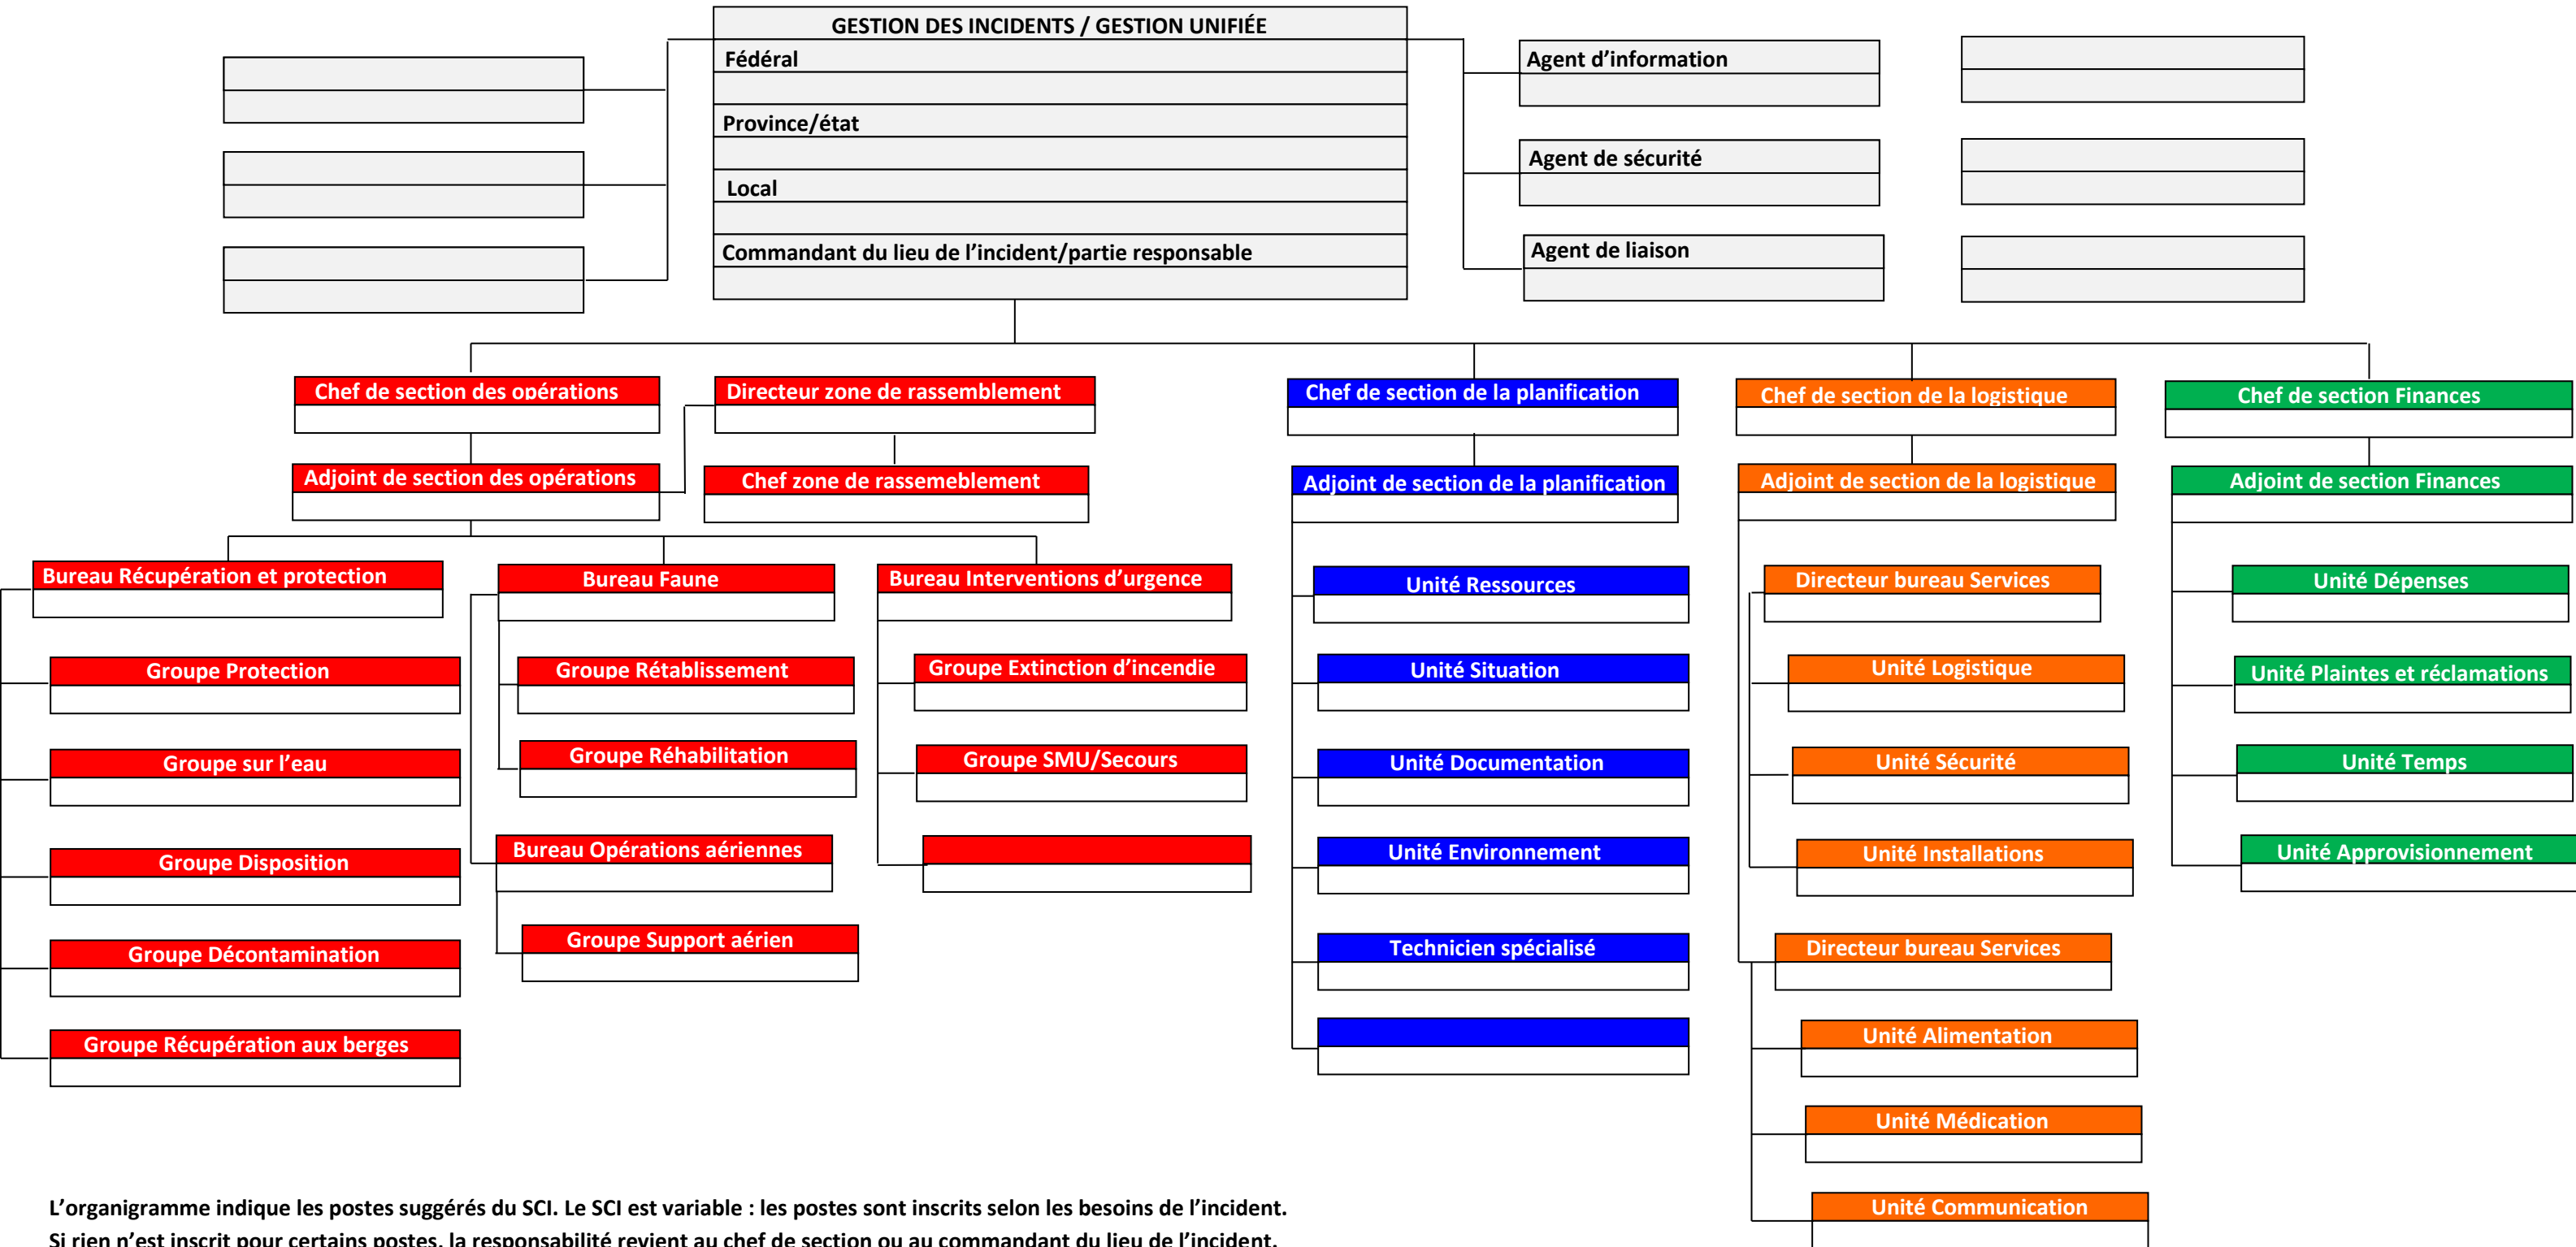 GESTION DES INCIDENTS / GESTION UNIFIÉE
Fédéral
Province/état
Local
Commandant du lieu de l’incident/partie responsable
Agent d’information
Agent de sécurité
Agent de liaison
Chef de section des opérations
Adjoint de section des opérations
Directeur zone de rassemblement
Chef zone de rassemeblement
Bureau Récupération et protection
Groupe Protection
Groupe sur l’eau
Groupe Disposition
Groupe Décontamination
Groupe Récupération aux berges
Bureau Faune
Groupe Rétablissement
Groupe Réhabilitation
Bureau Opérations aériennes
Groupe Support aérien
Bureau Interventions d’urgence
Groupe Extinction d’incendie
Groupe SMU/Secours
Chef de section de la planification
Adjoint de section de la planification
Unité Ressources
Unité Situation
Unité Documentation
Unité Environnement
Technicien spécialisé
Chef de section de la logistique
Adjoint de section de la logistique
Directeur bureau Services
Unité Logistique
Unité Sécurité
Unité Installations
Directeur bureau Services
Unité Alimentation
Unité Médication
Unité Communication
Chef de section Finances
Adjoint de section Finances
Unité Dépenses
Unité Plaintes et réclamations
Unité Temps
Unité Approvisionnement
L’organigramme indique les postes suggérés du SCI. Le SCI est variable : les postes sont inscrits selon les besoins de l’incident.
Si rien n’est inscrit pour certains postes, la responsabilité revient au chef de section ou au commandant du lieu de l’incident.